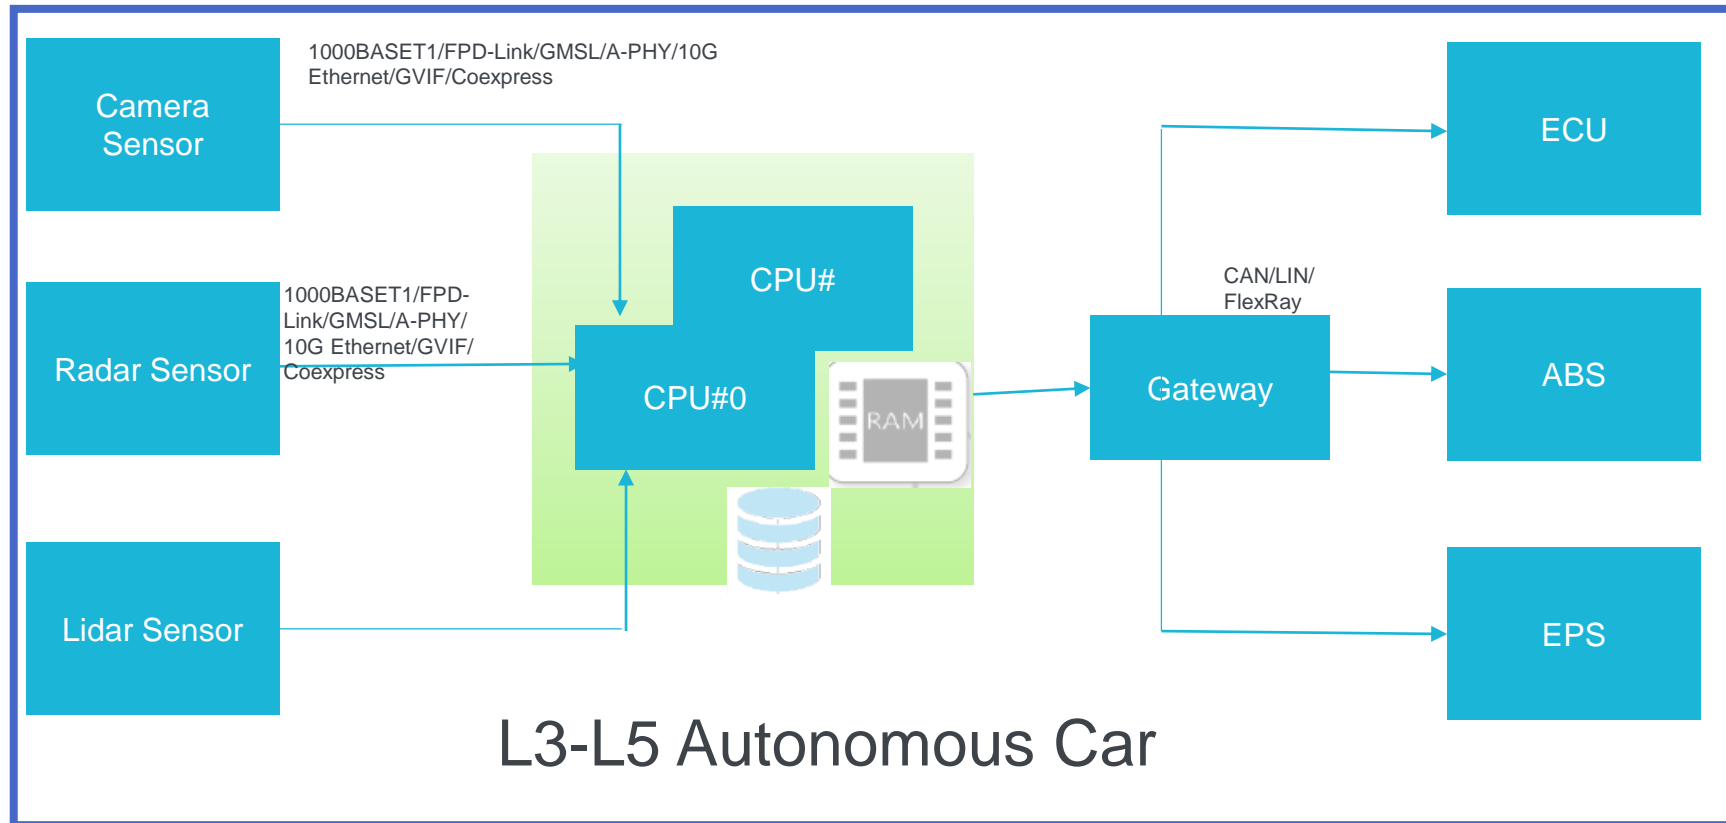 1000BASET1/FPD-Link/GMSL/A-PHY/10G
Ethernet/GVIF/Coexpress
Camera
Sensor
ECU
CPU#
CAN/LIN/
FlexRay
1000BASET1/FPD-
Link/GMSL/A-PHY/
10G Ethernet/GVIF/
Coexpress
Radar Sensor
CPU#0
RAM
Gateway
ABS
Lidar Sensor
EPS
L3-L5 Autonomous Car